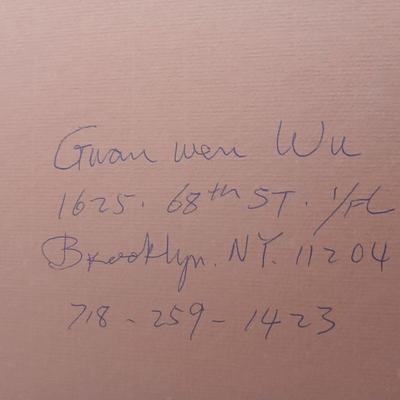 Guan wen Wu
1625. 68th ST. 1/FL
Brooklyn. NY. 11204
718-259-1423